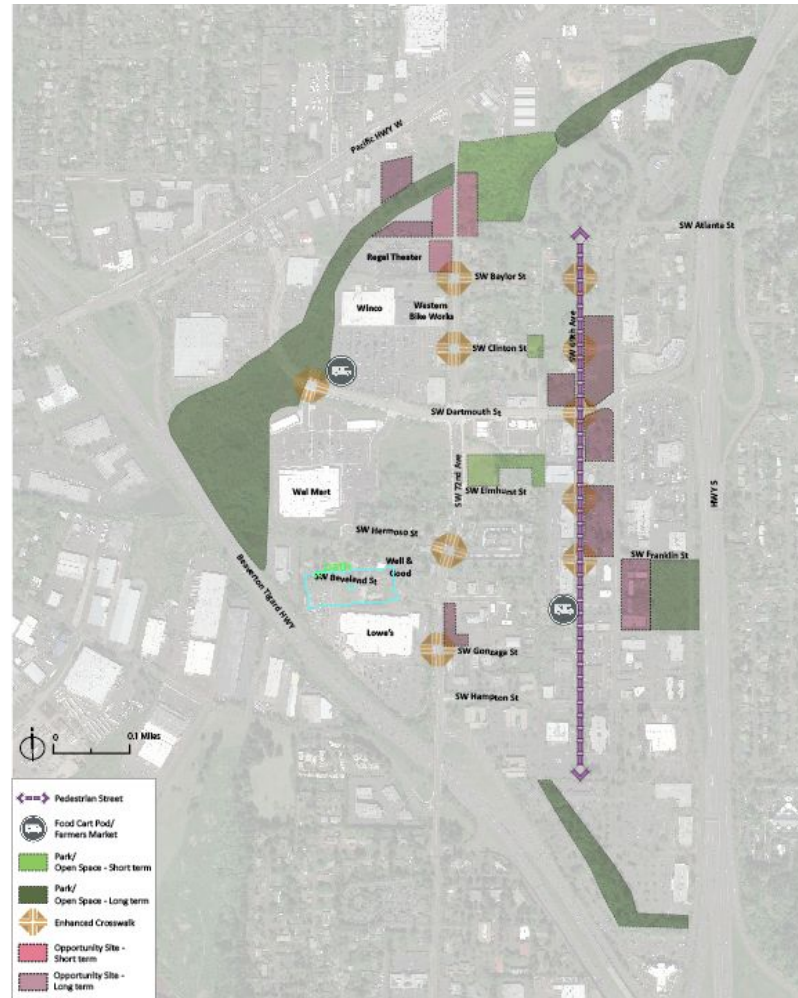 Pacific HWY W
SW Atlanta St
Regal Theater
SW Baylor St
Winco
Western
Bike Works
SW 69th Ave
SW Clinton St
SW Dartmouth St
Wal Mart
SW 72nd Ave
SW Elmhurst St
HWY 5
SW Hermoso St
Well &
Good
SW Franklin St
SW Beveland St
Beaverton Tigard HWY
Lowe's
SW Gonzaga St
SW Hampton St
0
0.1 Miles
Pedestrian Street
Food Cart Pod/
Farmers Market
Park/
Open Space - Short term
Park/
Open Space - Long term
Enhanced Crosswalk
Opportunity Site -
Short term
Opportunity Site -
Long term